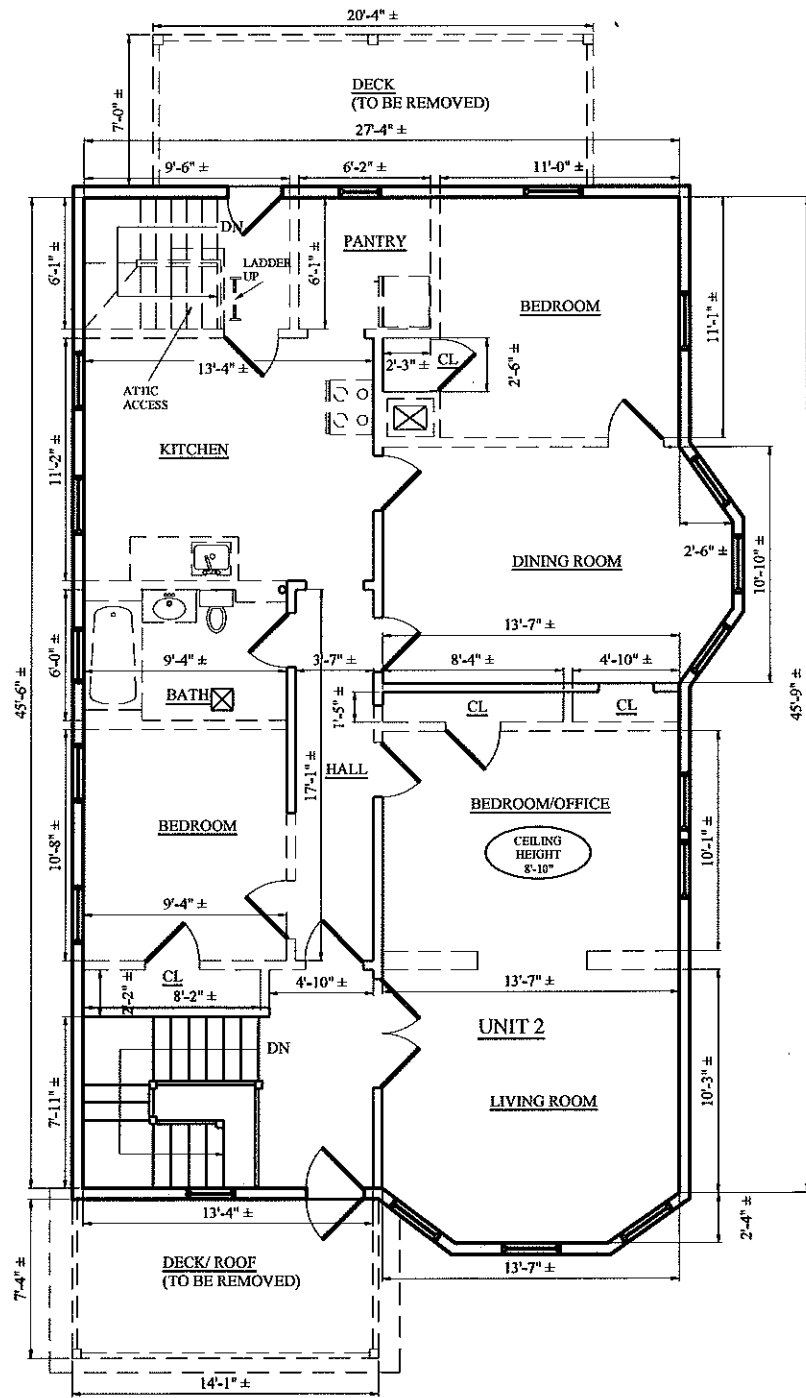 20'-4" ±
7'-0" ±
DECK
(TO BE REMOVED)
27'-4" ±
9'-6" ±
6'-2" ±
11'-0" ±
DN
PANTRY
6'-1" ±
LADDER
UP
6'-1" ±
BEDROOM
11'-1" ±
13'-4" ±
2'-3" ±
CL
2'-6" ±
ATTIC
ACCESS
KITCHEN
11'-2" ±
DINING ROOM
2'-6" ±
10'-10" ±
13'-7" ±
6'-0" ±
9'-4" ±
3'-7" ±
8'-4" ±
4'-10" ±
BATH
1'-5" ±
CL
CL
45'-6" ±
45'-9" ±
HALL
17'-1" ±
BEDROOM
BEDROOM/OFFICE
CEILING
HEIGHT
8'-10"
10'-8" ±
10'-1" ±
9'-4" ±
CL
2'-2" ±
8'-2" ±
4'-10" ±
13'-7" ±
DN
UNIT 2
7'-11" ±
LIVING ROOM
10'-3" ±
13'-4" ±
2'-4" ±
DECK/ ROOF
(TO BE REMOVED)
13'-7" ±
7'-4" ±
14'-1" ±